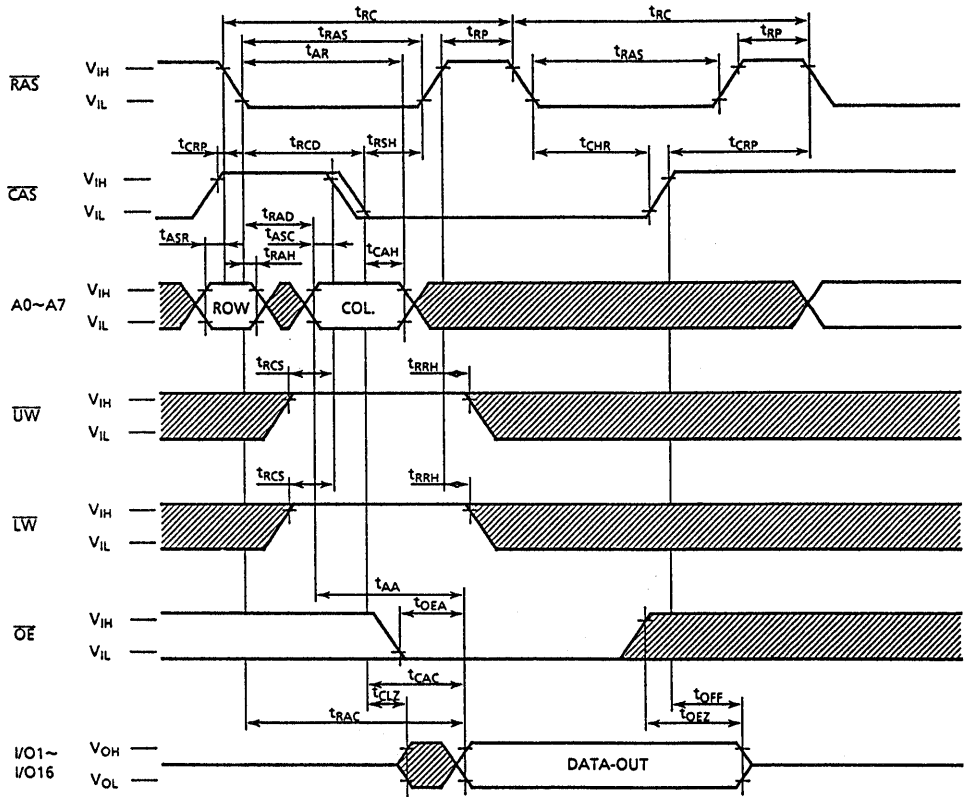 tRC tRC
tRAS tRP tRP
tAR tRAS
RAS VIH
VIL
tCRP tRCD tRSH tCHR tCRP
CAS VIH
VIL
tRAD
tASR tASC
tRAH tCAH
A0~A7 VIH
VIL
ROW COL.
tRCS tRRH
UW VIH
VIL
tRCS tRRH
LW VIH
VIL
tAA
tOEA
OE VIH
VIL
tCAC
tCLZ tOFF
tRAC tOEZ
I/O1~
I/O16
VOH
VOL
DATA-OUT